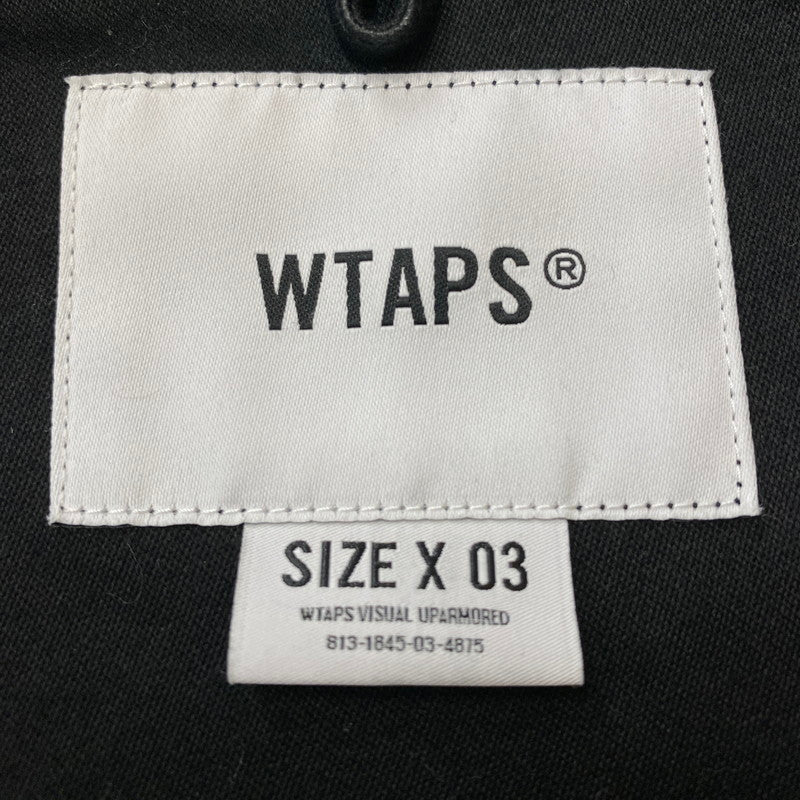 WTAPS®
SIZE X 03
WTAPS VISUAL UPARMORED
813-1845-03-4875